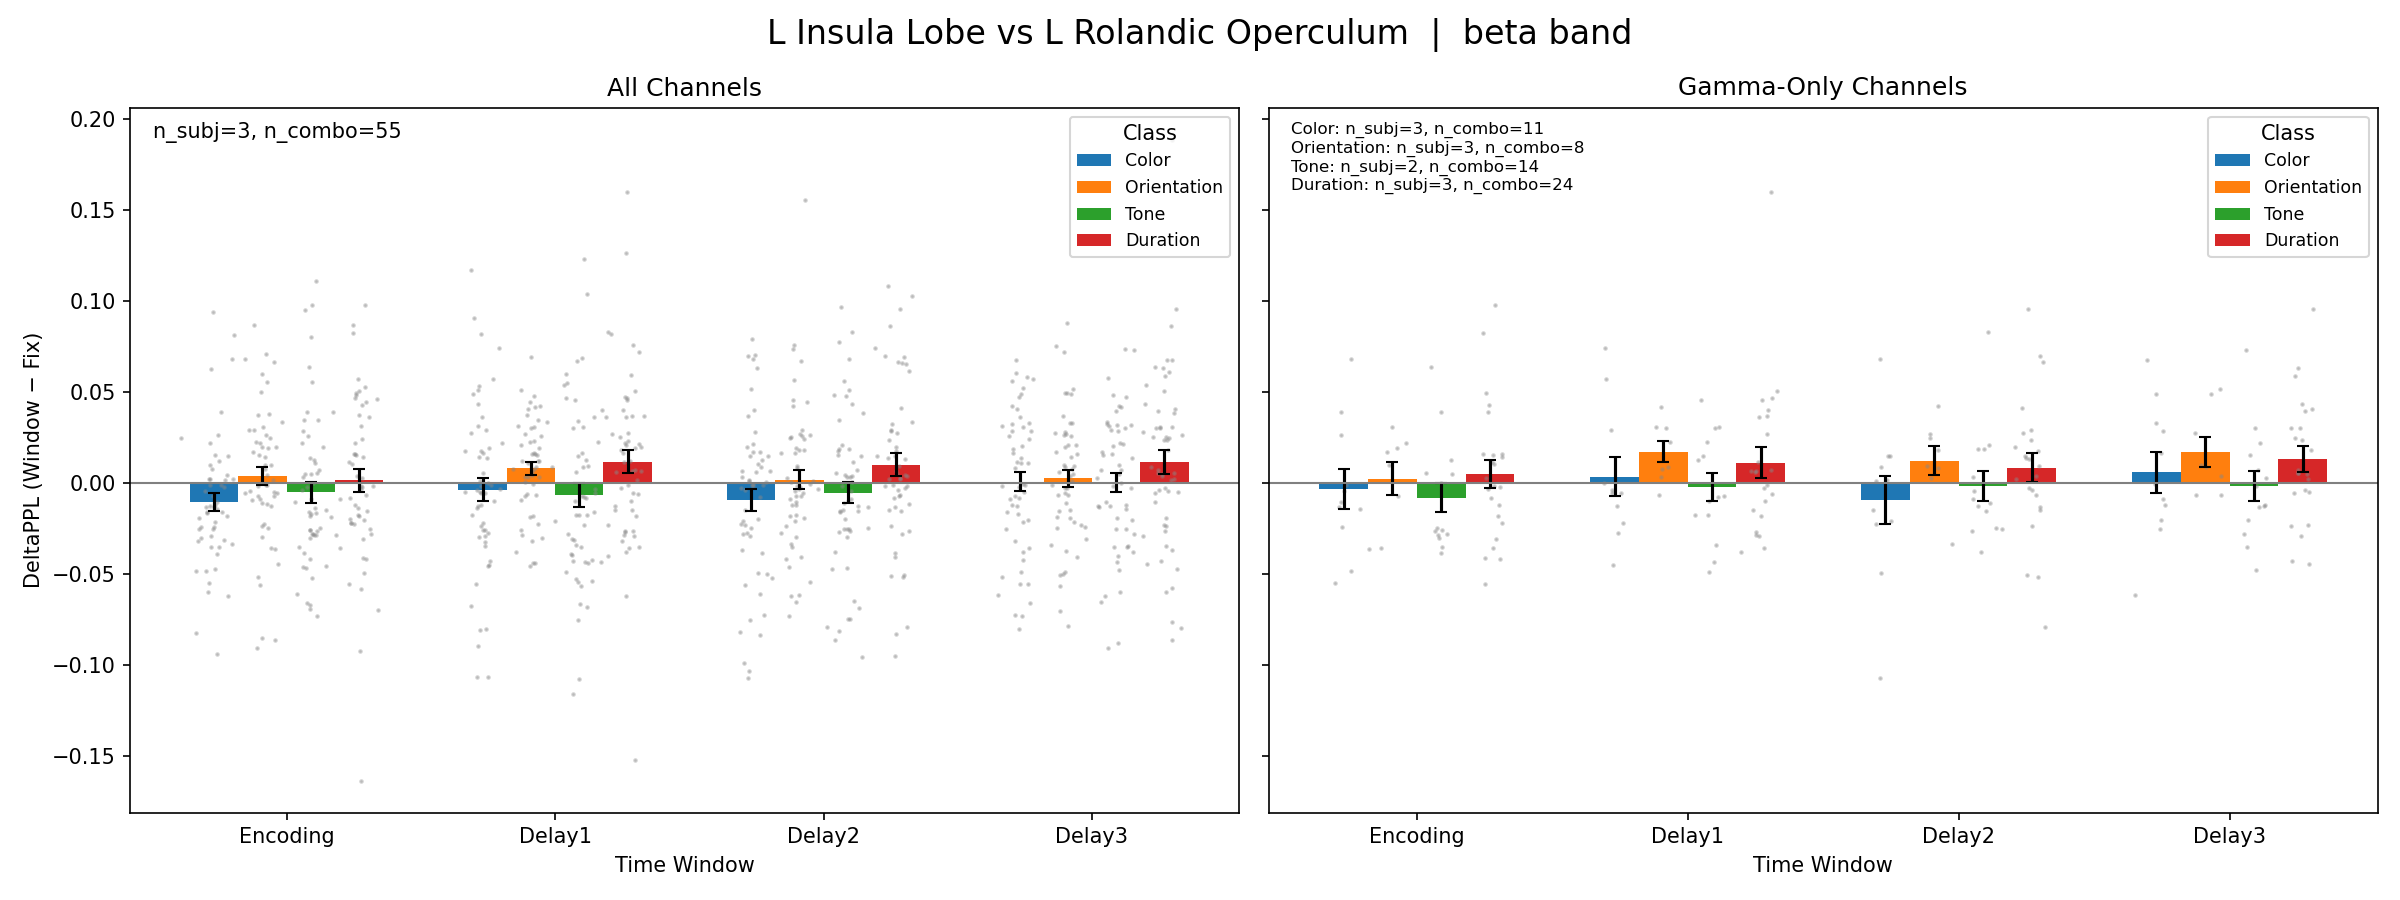 L Insula Lobe vs L Rolandic Operculum | beta band
All Channels
n_subj=3, n_combo=55
Class
Color
Orientation
Tone
Duration
DeltaPPL (Window − Fix)
0.20
0.15
0.10
0.05
0.00
−0.05
−0.10
−0.15
Encoding
Delay1
Delay2
Delay3
Time Window
Gamma-Only Channels
Color: n_subj=3, n_combo=11
Orientation: n_subj=3, n_combo=8
Tone: n_subj=2, n_combo=14
Duration: n_subj=3, n_combo=24
Class
Color
Orientation
Tone
Duration
Encoding
Delay1
Delay2
Delay3
Time Window